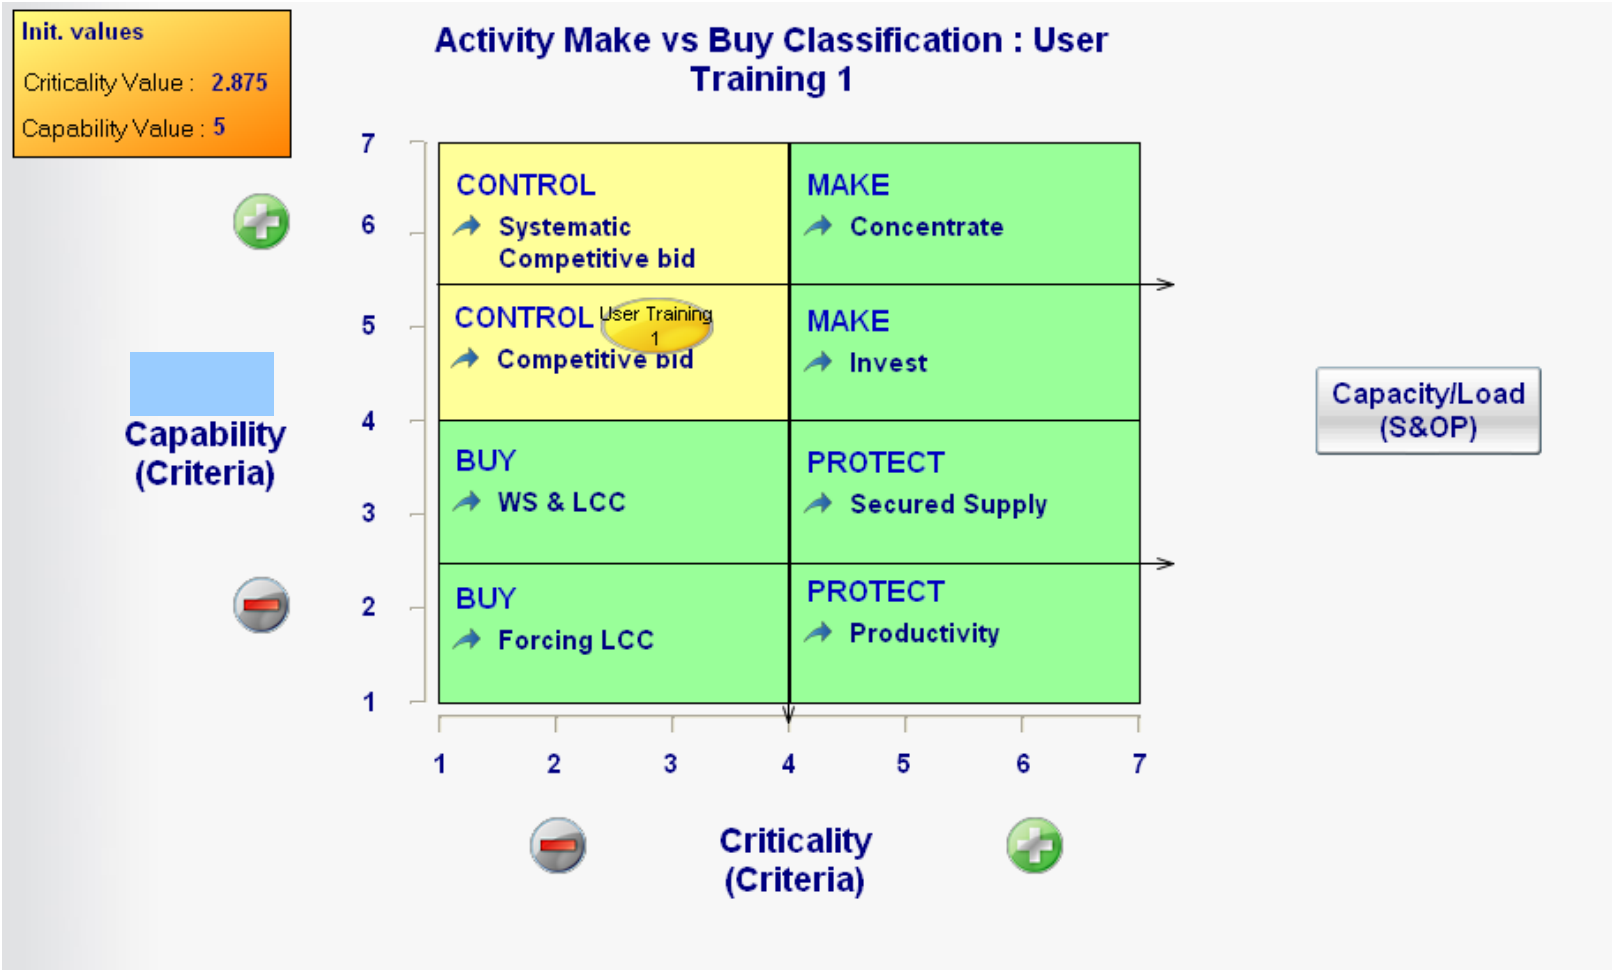 Init. values
Criticality Value : 2.875
Capability Value : 5
Activity Make vs Buy Classification : User
Training 1
7
6
5
4
3
2
1
CONTROL
Systematic
Competitive bid
MAKE
Concentrate
CONTROL
User Training
1
Competitive bid
MAKE
Invest
BUY
WS & LCC
PROTECT
Secured Supply
BUY
Forcing LCC
PROTECT
Productivity
Capability
(Criteria)
Capacity/Load
(S&OP)
1 2 3 4 5 6 7
Criticality
(Criteria)